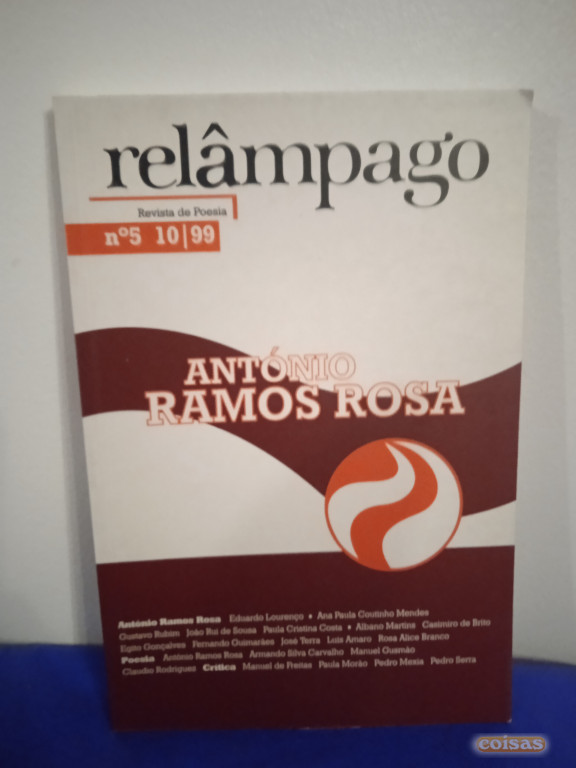 relâmpago
Revista de Poesia
nº5 10|99
ANTÓNIO
RAMOS ROSA
António Ramos Rosa Eduardo Lourenço • Ana Paula Coutinho Mendes
Gustavo Rubim João Rui de Sousa Paula Cristina Costa • Albano Martins Casimiro de Brito
Egito Gonçalves Fernando Guimarães José Terra Luís Amaro Rosa Alice Branco
Poesia António Ramos Rosa Armando Silva Carvalho Manuel Gusmão
Claudio Rodríguez Crítica Manuel de Freitas Paula Morão Pedro Mexia Pedro Serra
coisas